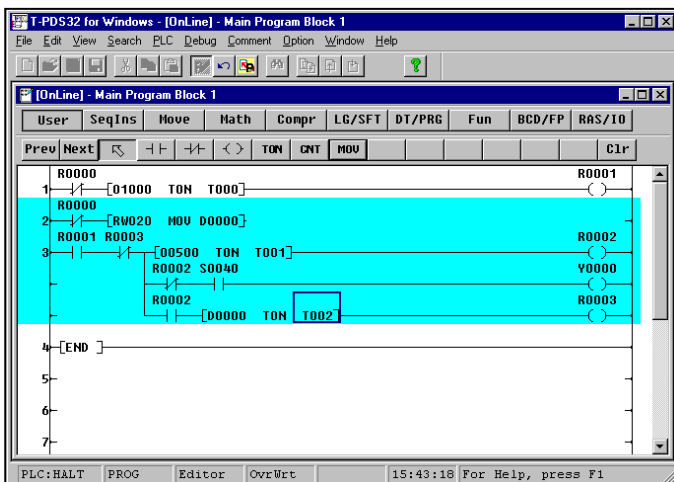 T-PDS32 for Windows - [OnLine] - Main Program Block 1
File Edit View Search PLC Debug Comment Option Window Help
[OnLine] - Main Program Block 1
User SeqIns Move Math Compr LG/SFT DT/PRG Fun BCD/FP RAS/IO
Prev Next TON CNT MOV Clr
R0000 R0001
1 [01000 TON T000]
R0000
2 [RW020 MOV D0000]
R0001 R0003 R0002
3 [00500 TON T001]
R0002 S0040 Y0000
R0002 R0003
[D0000 TON T002]
4 [END ]
5
6
7
PLC:HALT PROG Editor OvrWrt 15:43:18 For Help, press F1